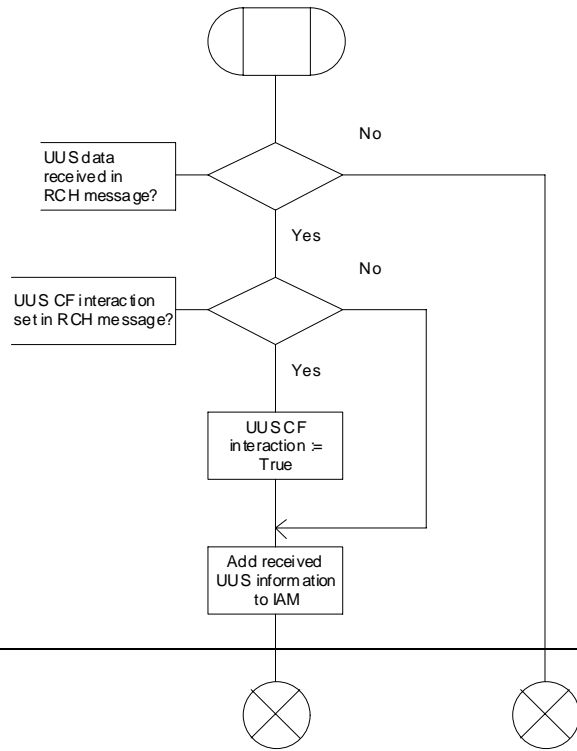 No
UUS data
received in
RCH message?
Yes
No
UUS CF interaction
set in RCH message?
Yes
UUS CF
interaction :=
True
Add received
UUS information
to IAM